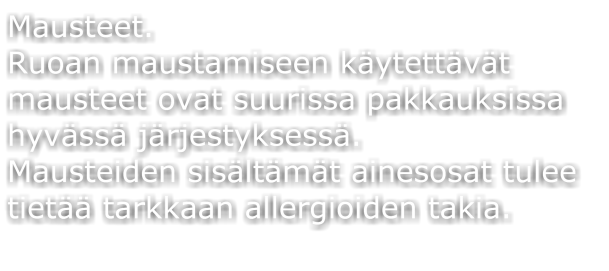 Mausteet.
Ruoan maustamiseen käytettävät
mausteet ovat suurissa pakkauksissa
hyvässä järjestyksessä.
Mausteiden sisältämät ainesosat tulee
tietää tarkkaan allergioiden takia.